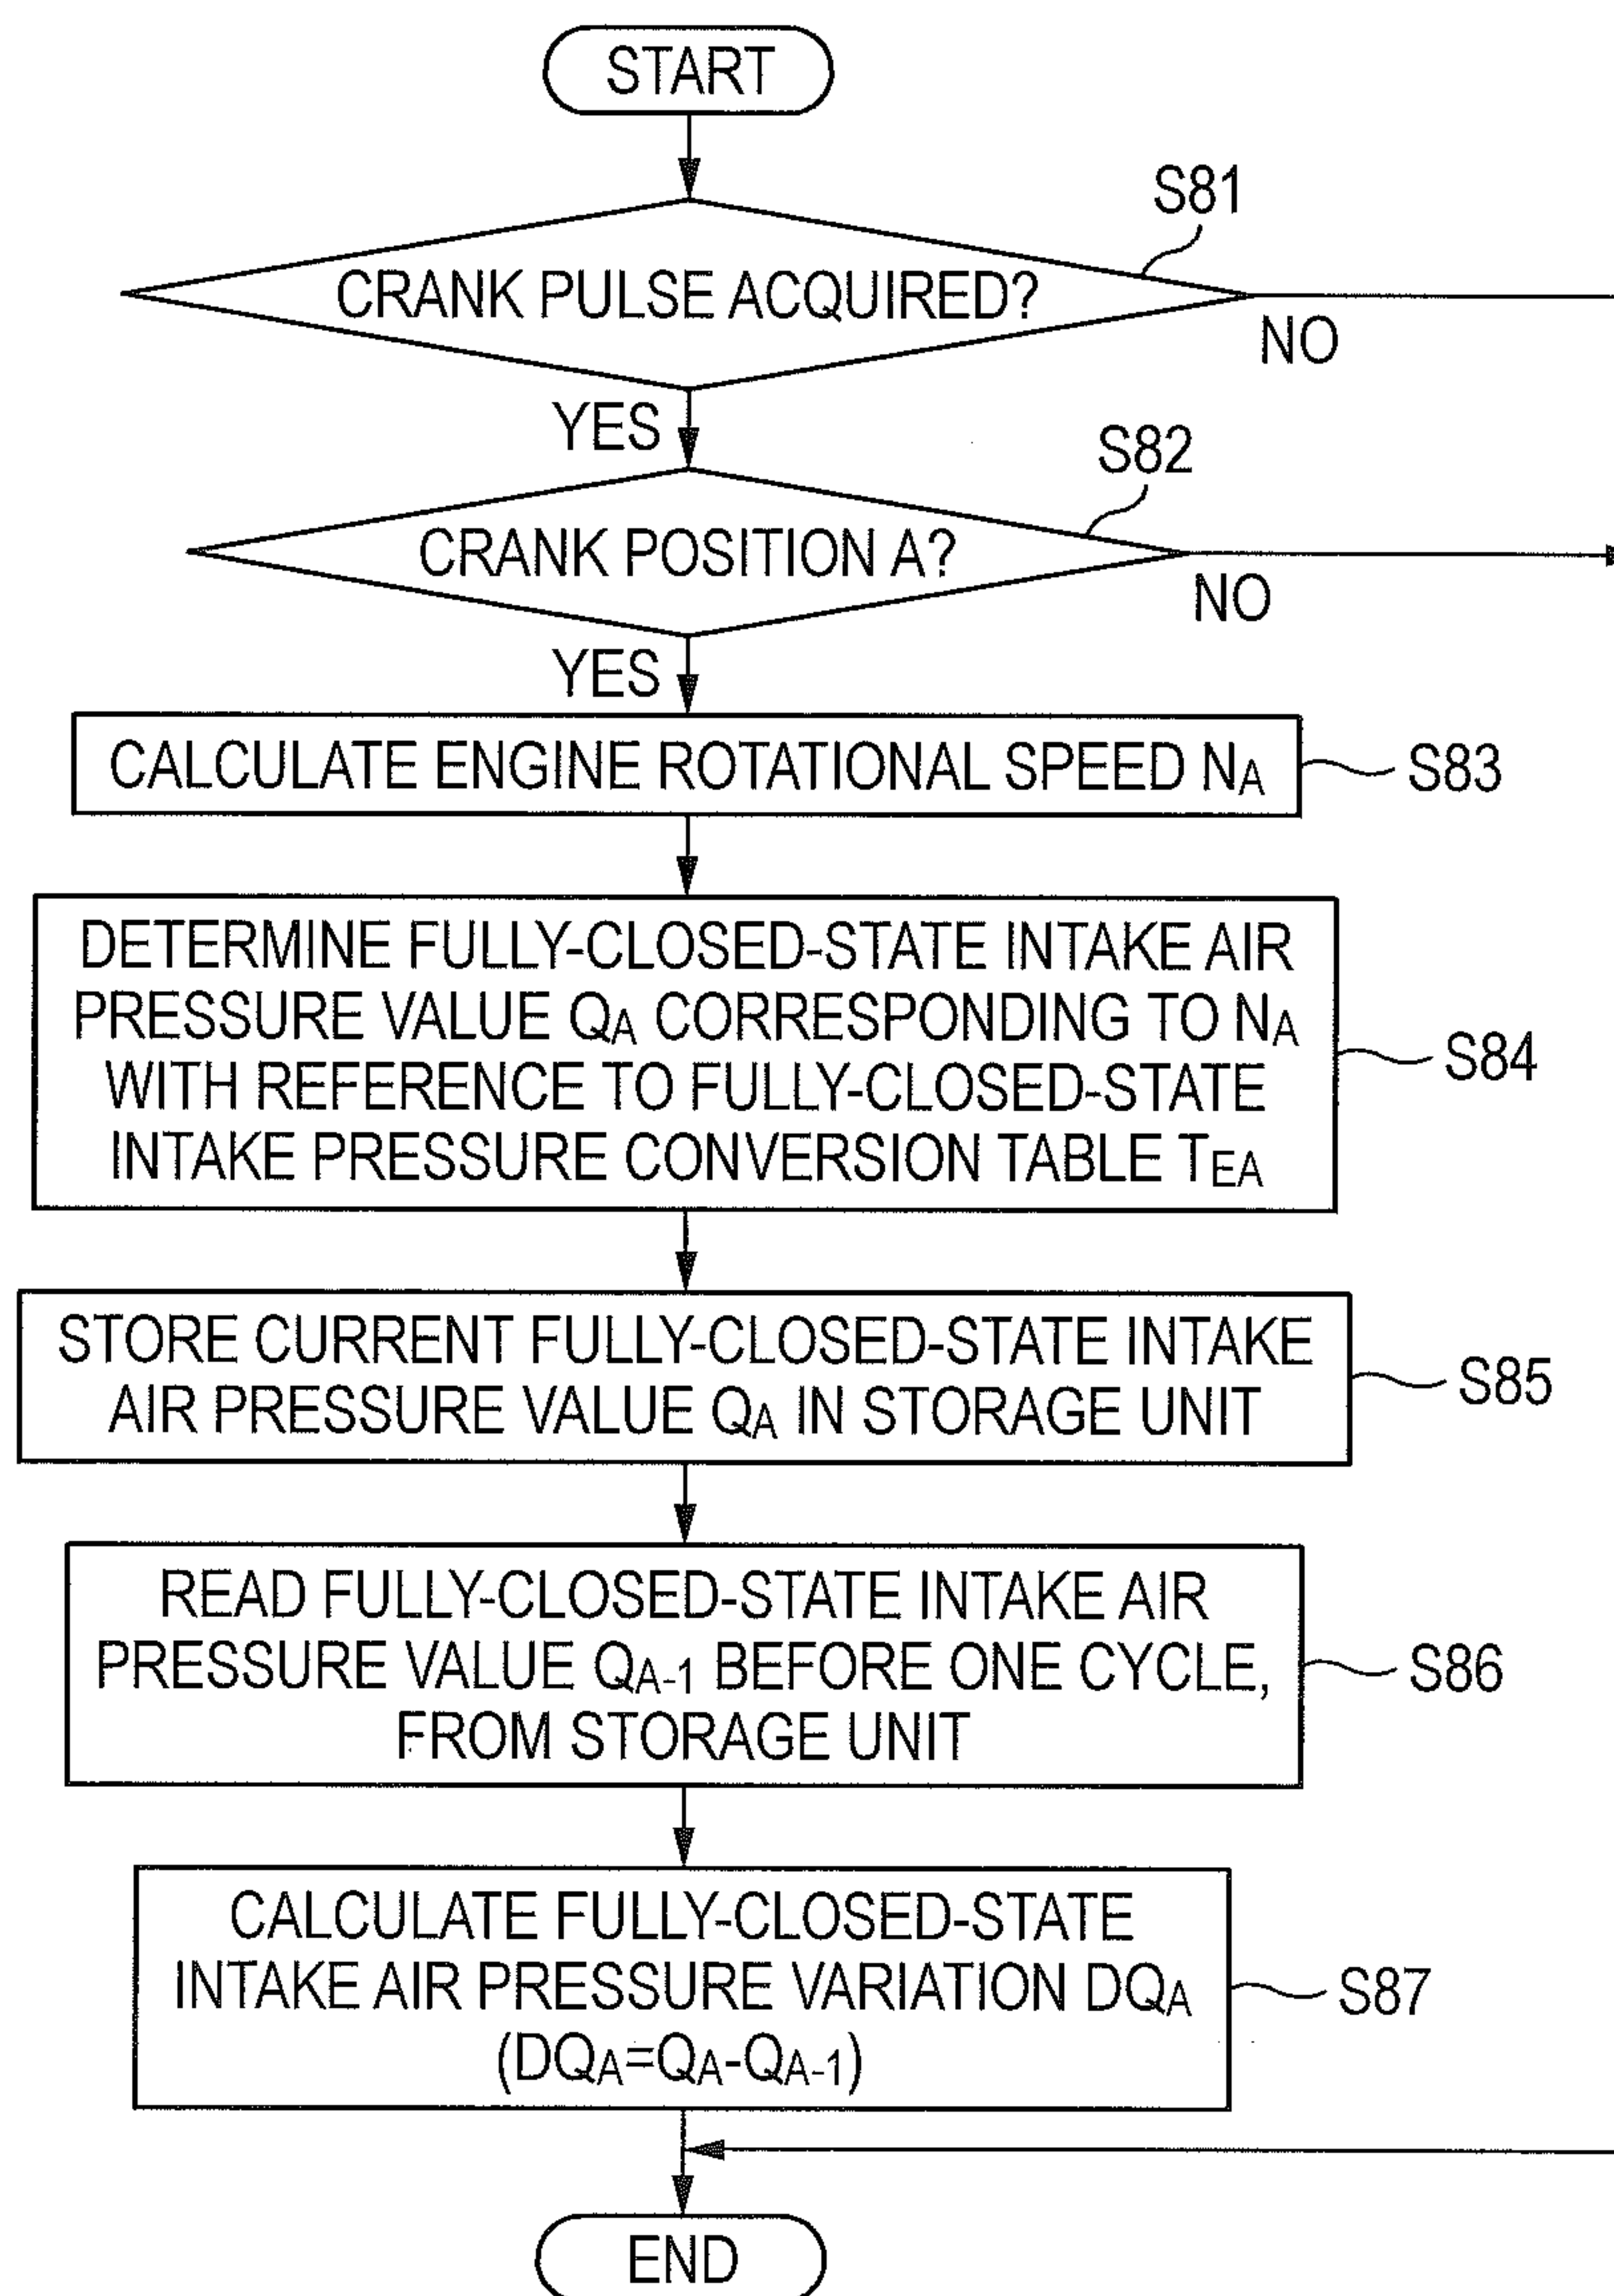 START
S81
CRANK PULSE ACQUIRED?
NO
YES
S82
CRANK POSITION A?
NO
YES
CALCULATE ENGINE ROTATIONAL SPEED NA
S83
DETERMINE FULLY-CLOSED-STATE INTAKE AIR
PRESSURE VALUE QA CORRESPONDING TO NA
WITH REFERENCE TO FULLY-CLOSED-STATE
INTAKE PRESSURE CONVERSION TABLE TEA
S84
STORE CURRENT FULLY-CLOSED-STATE INTAKE
AIR PRESSURE VALUE QA IN STORAGE UNIT
S85
READ FULLY-CLOSED-STATE INTAKE AIR
PRESSURE VALUE QA-1 BEFORE ONE CYCLE,
FROM STORAGE UNIT
S86
CALCULATE FULLY-CLOSED-STATE
INTAKE AIR PRESSURE VARIATION DQA
(DQA=QA-QA-1)
S87
END